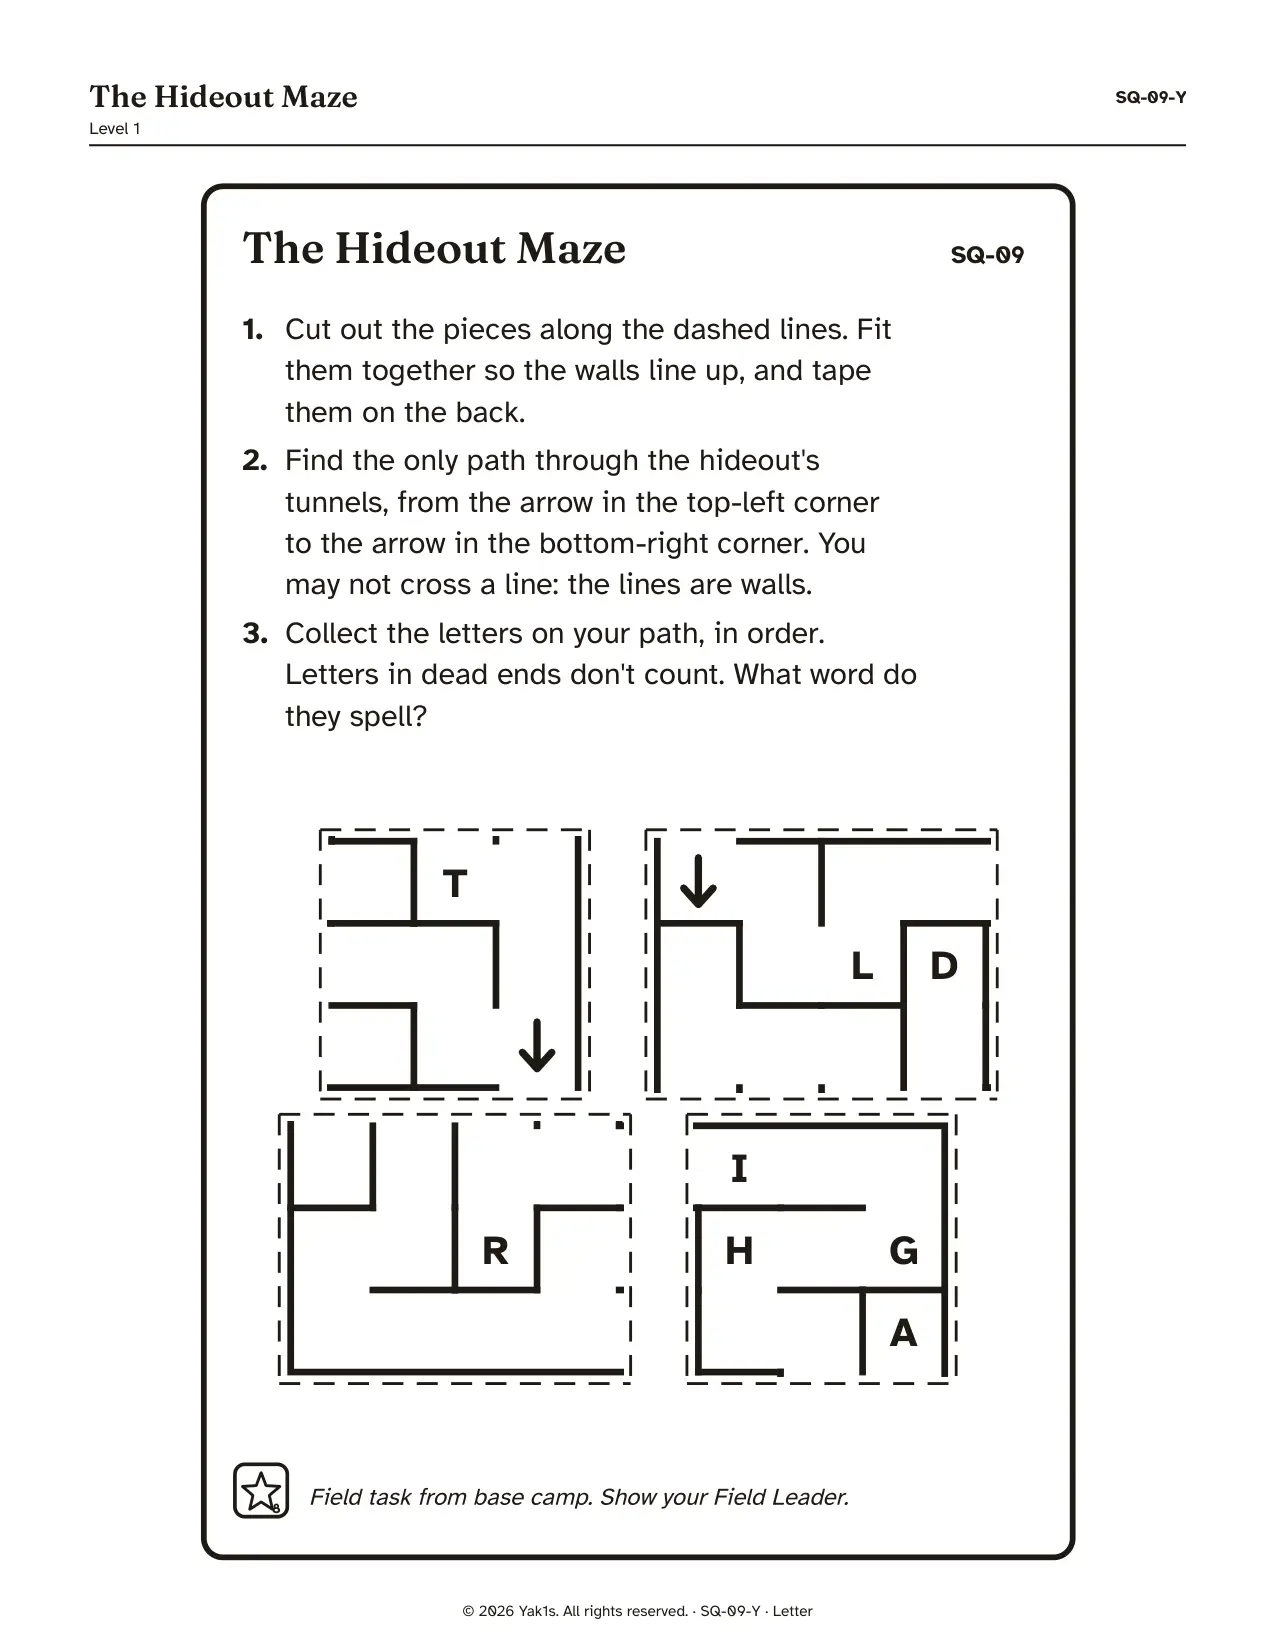 The Hideout Maze
SQ-09-Y
Level 1
The Hideout Maze
SQ-09
1. Cut out the pieces along the dashed lines. Fit
them together so the walls line up, and tape
them on the back.
2. Find the only path through the hideout's
tunnels, from the arrow in the top-left corner
to the arrow in the bottom-right corner. You
may not cross a line: the lines are walls.
3. Collect the letters on your path, in order.
Letters in dead ends don't count. What word do
they spell?
T
L
D
I
R
H
G
A
8
Field task from base camp. Show your Field Leader.
© 2026 Yak1s. All rights reserved. · SQ-09-Y · Letter